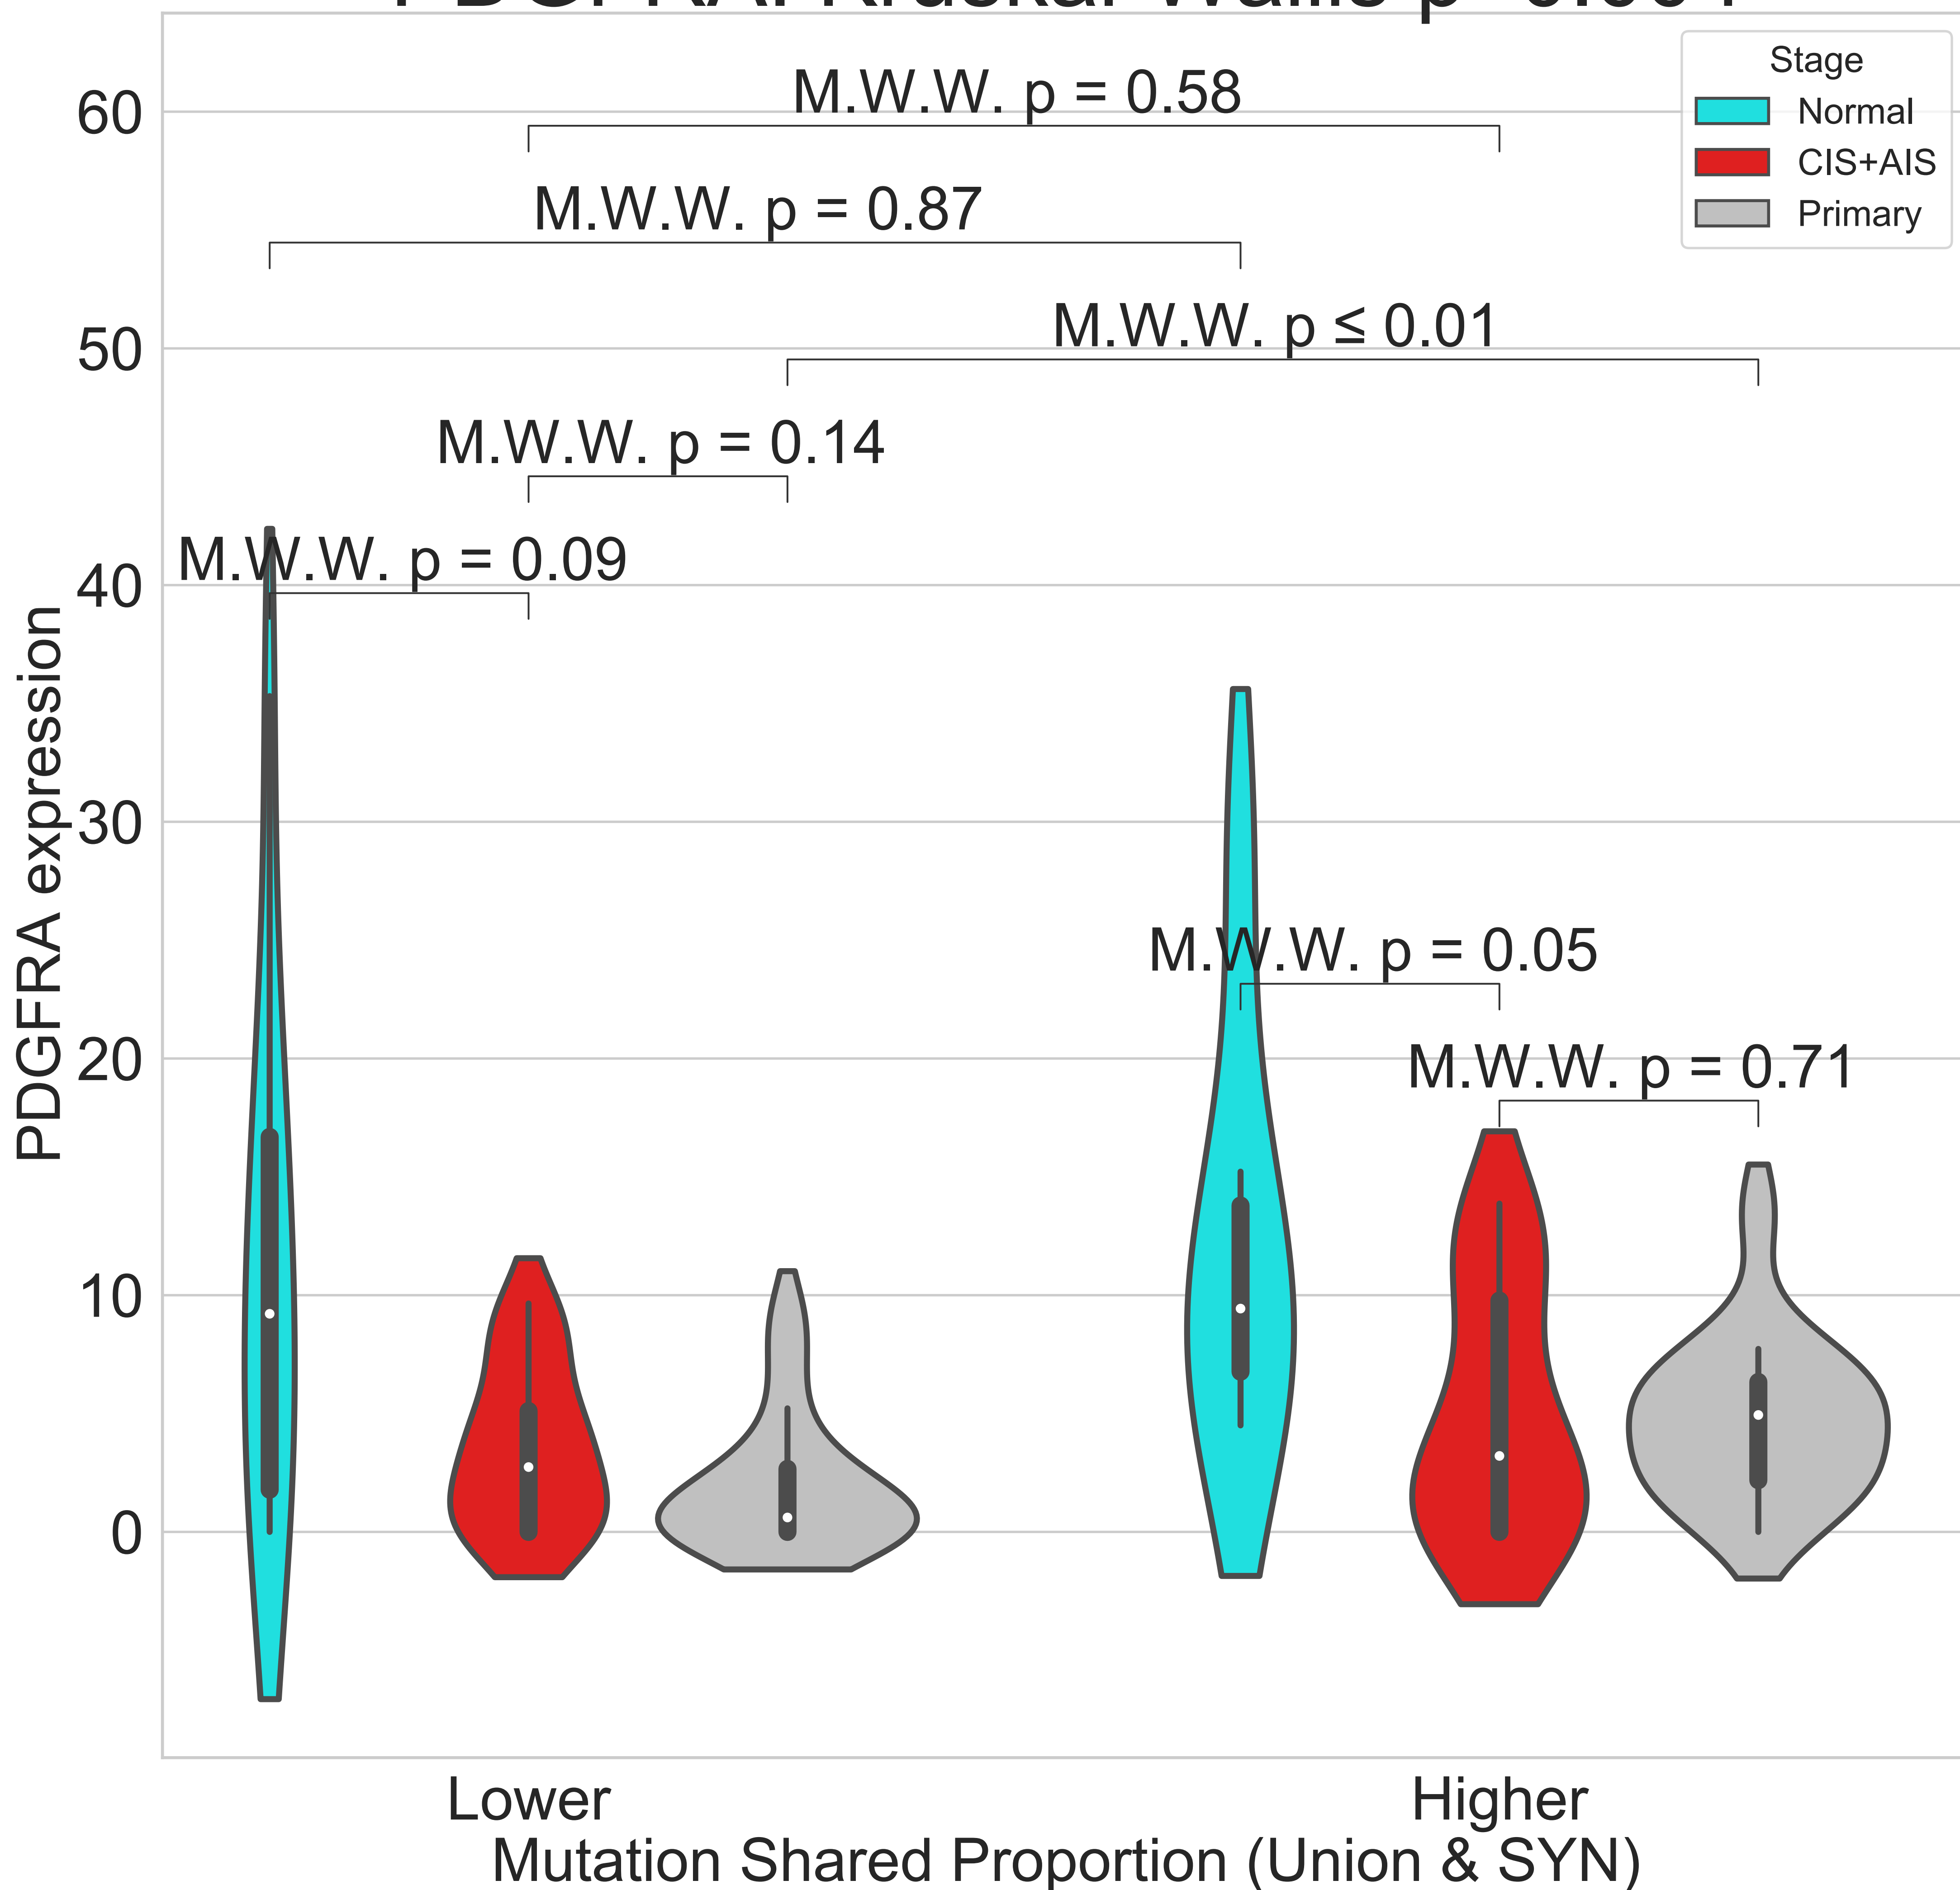 Stage
Normal
CIS+AIS
Primary
M.W.W. p = 0.58
M.W.W. p = 0.87
M.W.W. p ≤ 0.01
M.W.W. p = 0.14
M.W.W. p = 0.09
M.W.W. p = 0.05
M.W.W. p = 0.71
60
50
40
30
20
10
0
PDGFRA expression
Lower
Higher
Mutation Shared Proportion (Union & SYN)